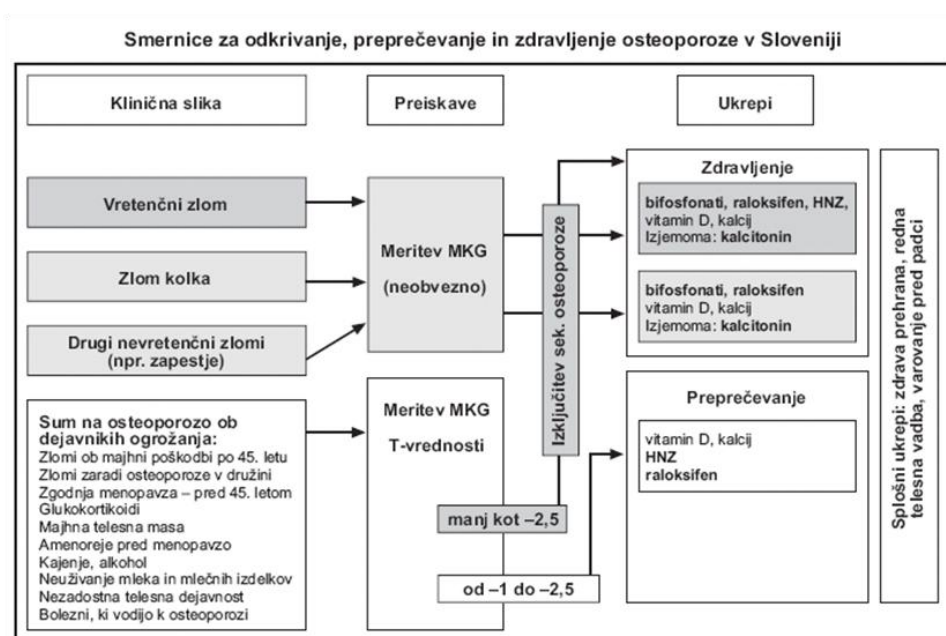 Smernice za odkrivanje, preprečevanje in zdravljenje osteoporoze v Sloveniji
Klinična slika
Preiskave
Ukrepi
Vretenčni zlom
Zlom kolka
Drugi nevretenčni zlomi
(npr. zapestje)
Sum na osteoporozo ob
dejavnikih ogrožanja:
Zlomi ob majhni poškodbi po 45. letu
Zlomi zaradi osteoporoze v družini
Zgodnja menopavza – pred 45. letom
Glukokortikoidi
Majhna telesna masa
Amenoreje pred menopavzo
Kajenje, alkohol
Neuživanje mleka in mlečnih izdelkov
Nezadostna telesna dejavnost
Bolezni, ki vodijo k osteoporozi
Meritev MKG
(neobvezno)
Meritev MKG
T-vrednosti
manj kot –2,5
od –1 do –2,5
Izključitev sek. osteoporoze
Zdravljenje
bifosfonati, raloksifen, HNZ,
vitamin D, kalcij
Izjemoma: kalcitonin
bifosfonati, raloksifen
vitamin D, kalcij
Izjemoma: kalcitonin
Preprečevanje
vitamin D, kalcij
HNZ
raloksifen
Splošni ukrepi: zdrava prehrana, redna
telesna vadba, varovanje pred padci